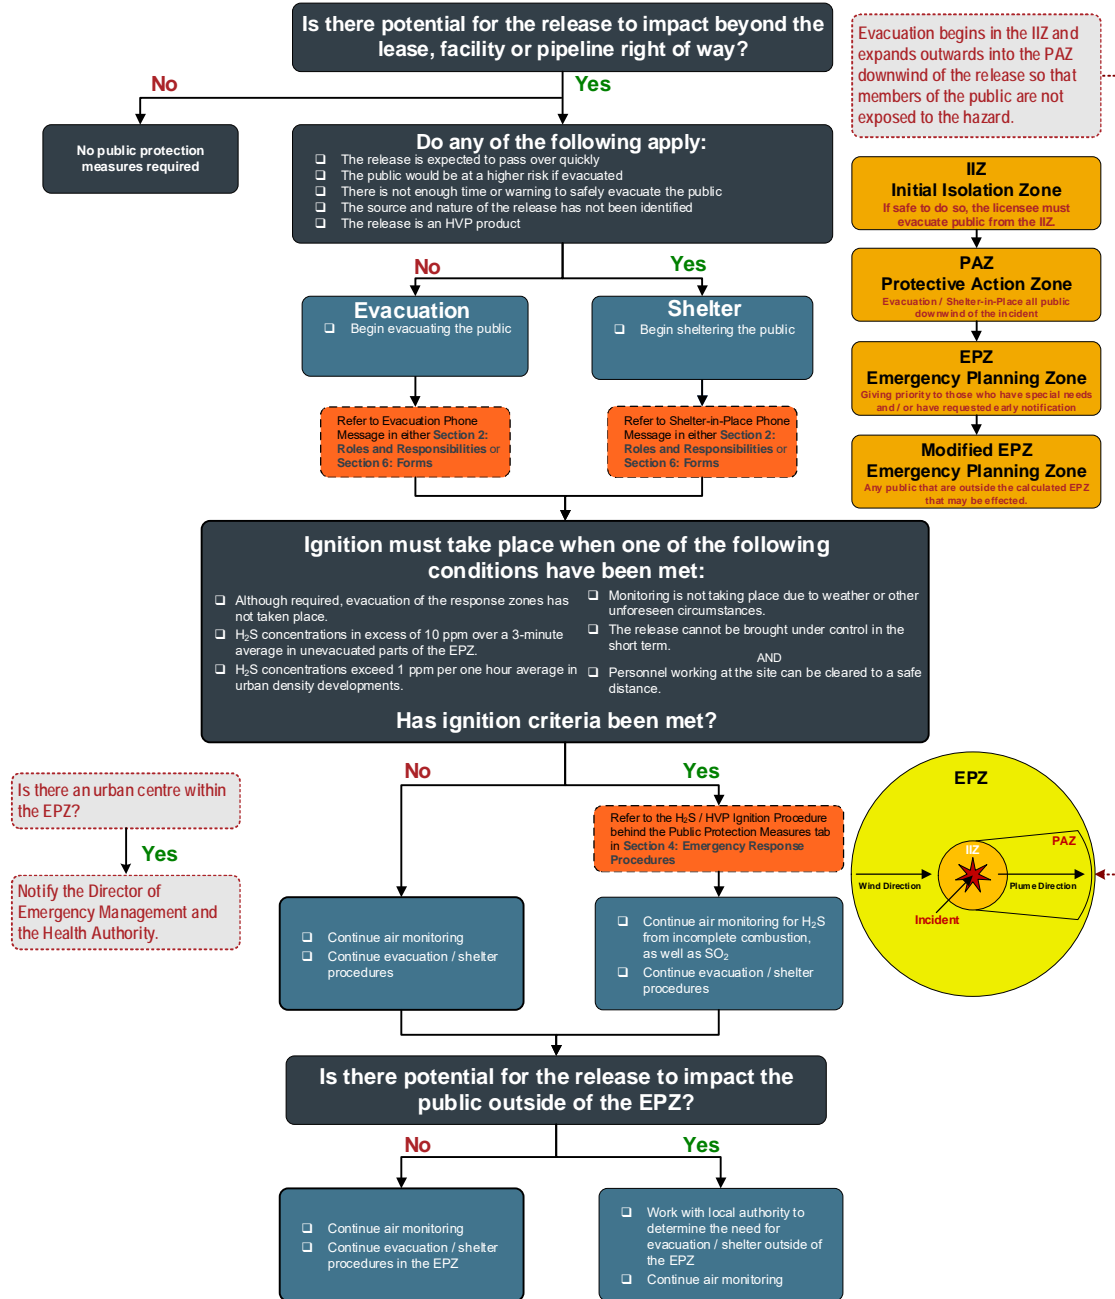 Is there potential for the release to impact beyond the
lease, facility or pipeline right of way?
Evacuation begins in the IIZ and
expands outwards into the PAZ
downwind of the release so that
members of the public are not
exposed to the hazard.
No
Yes
No public protection
measures required
Do any of the following apply:
❑ The release is expected to pass over quickly
❑ The public would be at a higher risk if evacuated
❑ There is not enough time or warning to safely evacuate the public
❑ The source and nature of the release has not been identified
❑ The release is an HVP product
IIZ
Initial Isolation Zone
If safe to do so, the licensee must
evacuate public from the IIZ.
PAZ
Protective Action Zone
Evacuation / Shelter-in-Place all public
downwind of the incident
EPZ
Emergency Planning Zone
Giving priority to those who have special needs
and / or have requested early notification
Modified EPZ
Emergency Planning Zone
Any public that are outside the calculated EPZ
that may be effected.
No
Yes
Evacuation
❑ Begin evacuating the public
Shelter
❑ Begin sheltering the public
Refer to Evacuation Phone
Message in either Section 2:
Roles and Responsibilities or
Section 6: Forms
Refer to Shelter-in-Place Phone
Message in either Section 2:
Roles and Responsibilities or
Section 6: Forms
Ignition must take place when one of the following
conditions have been met:
❑ Although required, evacuation of the response zones has
not taken place.
❑ H₂S concentrations in excess of 10 ppm over a 3-minute
average in unevacuated parts of the EPZ.
❑ H₂S concentrations exceed 1 ppm per one hour average in
urban density developments.
❑ Monitoring is not taking place due to weather or other
unforeseen circumstances.
❑ The release cannot be brought under control in the
short term.
AND
❑ Personnel working at the site can be cleared to a safe
distance.
Has ignition criteria been met?
No
Yes
Is there an urban centre within
the EPZ?
Yes
Notify the Director of
Emergency Management and
the Health Authority.
Refer to the H₂S / HVP Ignition Procedure
behind the Public Protection Measures tab
in Section 4: Emergency Response
Procedures
EPZ
IIZ
PAZ
Wind Direction
Plume Direction
Incident
❑ Continue air monitoring
❑ Continue evacuation / shelter
procedures
❑ Continue air monitoring for H₂S
from incomplete combustion,
as well as SO₂
❑ Continue evacuation / shelter
procedures
Is there potential for the release to impact the
public outside of the EPZ?
No
Yes
❑ Continue air monitoring
❑ Continue evacuation / shelter
procedures in the EPZ
❑ Work with local authority to
determine the need for
evacuation / shelter outside of
the EPZ
❑ Continue air monitoring